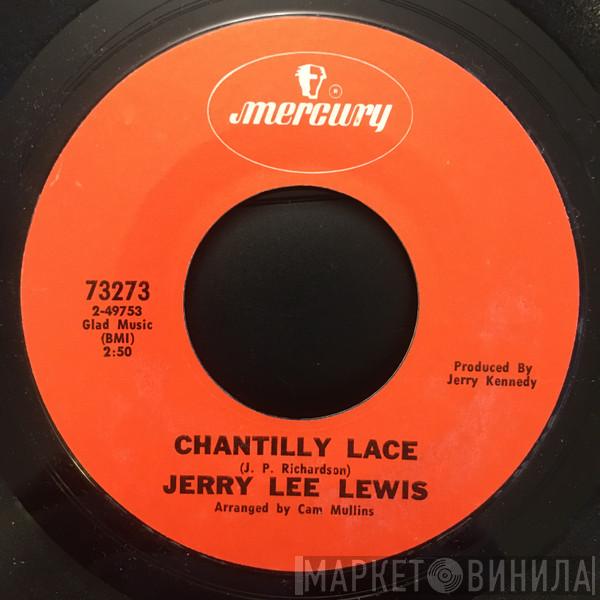 mercury
®
73273
2-49753
Glad Music
(BMI)
2:50
Produced By
Jerry Kennedy
CHANTILLY LACE
(J. P. Richardson)
JERRY LEE LEWIS
Arranged by Cam Mullins
МАРКЕТ ВИНИЛА